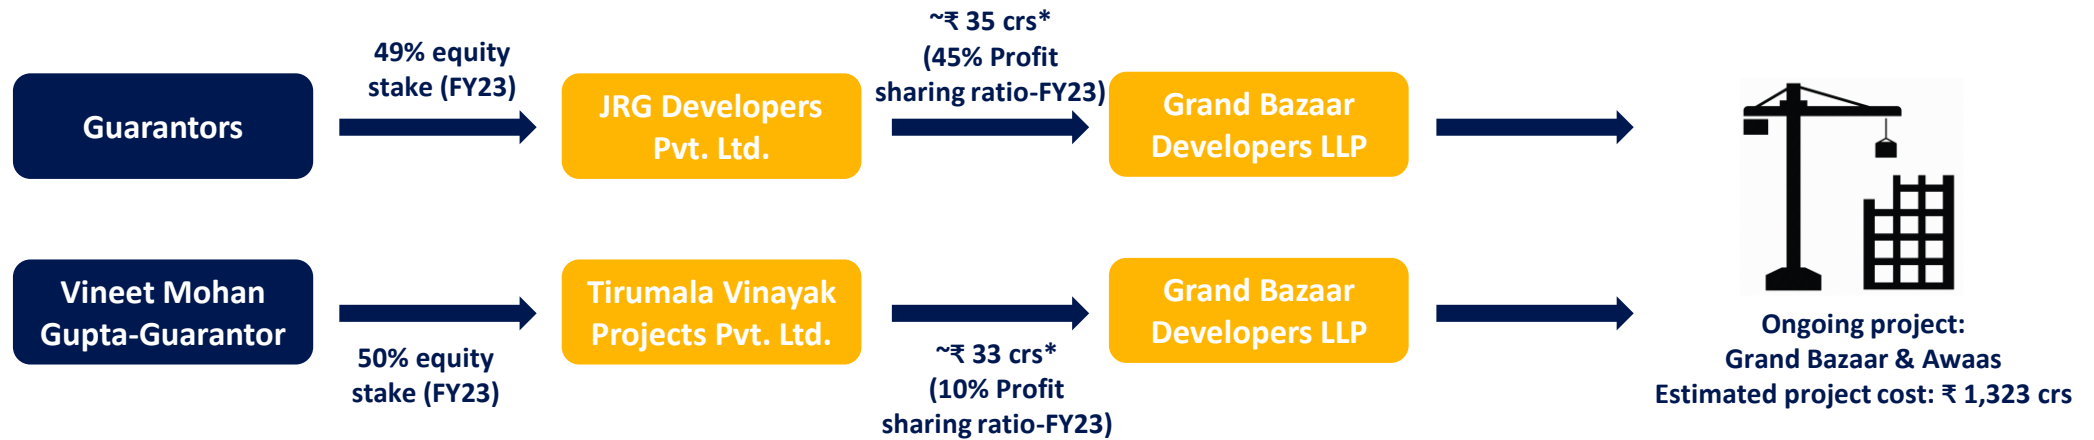 Guarantors
49% equity
stake (FY23)
JRG Developers
Pvt. Ltd.
~₹ 35 crs*
(45% Profit
sharing ratio-FY23)
Grand Bazaar
Developers LLP
Vineet Mohan
Gupta-Guarantor
50% equity
stake (FY23)
Tirumala Vinayak
Projects Pvt. Ltd.
~₹ 33 crs*
(10% Profit
sharing ratio-FY23)
Grand Bazaar
Developers LLP
Ongoing project:
Grand Bazaar & Awaas
Estimated project cost: ₹ 1,323 crs